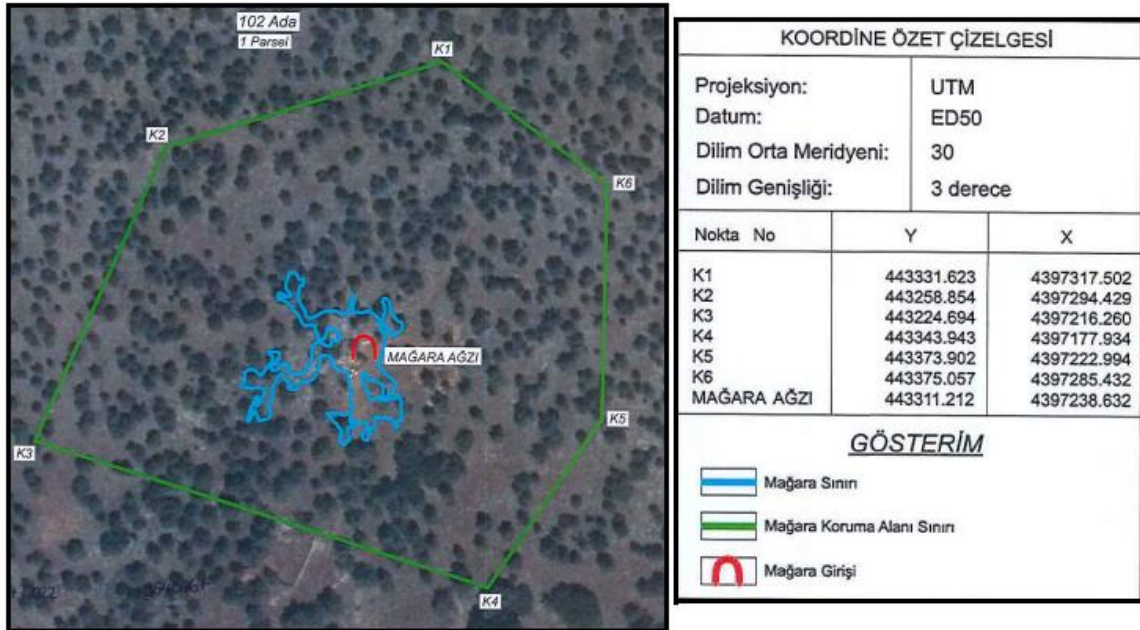 102 Ada
1 Parsel
K1
K2
K6
MAĞARA AĞZI
K5
K3
K4
KOORDİNE ÖZET ÇİZELGESİ
Projeksiyon: UTM
Datum: ED50
Dilim Orta Meridyeni: 30
Dilim Genişliği: 3 derece
Nokta No Y X
K1 443331.623 4397317.502
K2 443258.854 4397294.429
K3 443224.694 4397216.260
K4 443343.943 4397177.934
K5 443373.902 4397222.994
K6 443375.057 4397285.432
MAĞARA AĞZI 443311.212 4397238.632
GÖSTERİM
Mağara Sınırı
Mağara Koruma Alanı Sınırı
Mağara Girişi